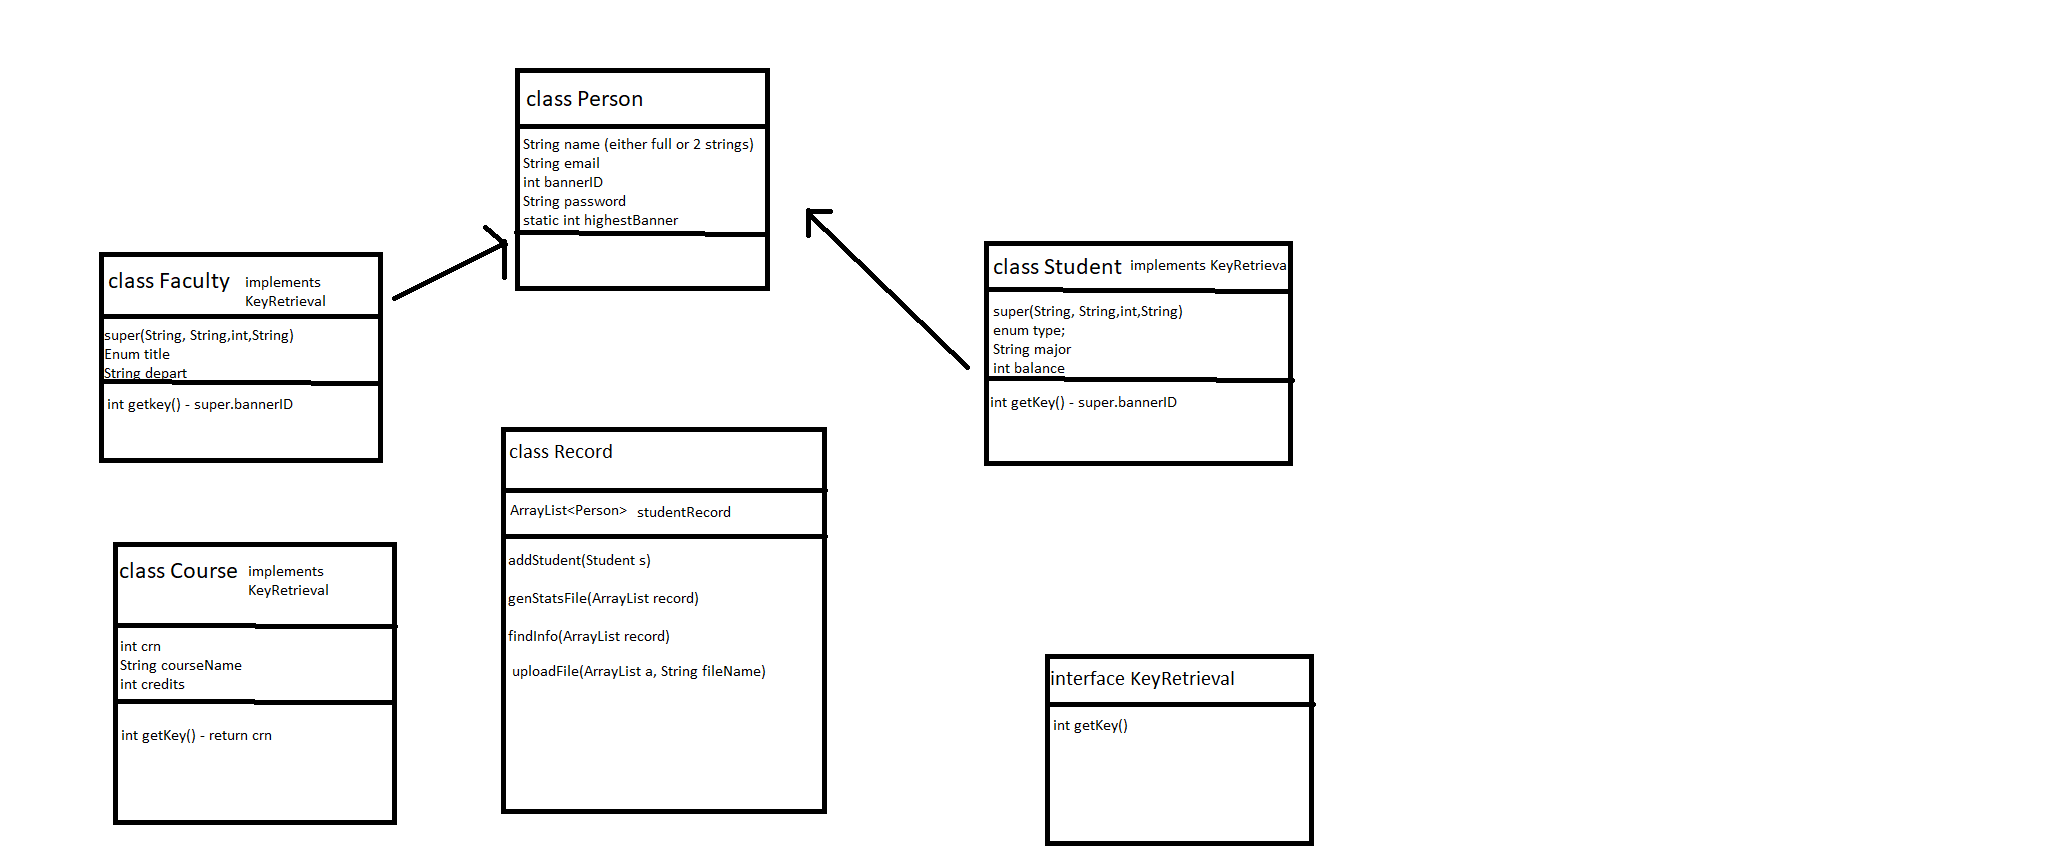 class Person
String name (either full or 2 strings)
String email
int bannerID
String password
static int highestBanner
class Faculty implements
KeyRetrieval
super(String, String,int,String)
Enum title
String depart
int getkey() - super.bannerID
class Student implements KeyRetrieva
super(String, String,int,String)
enum type;
String major
int balance
int getKey() - super.bannerID
class Record
ArrayList<Person> studentRecord
addStudent(Student s)
genStatsFile(ArrayList record)
findInfo(ArrayList record)
uploadFile(ArrayList a, String fileName)
class Course implements
KeyRetrieval
int crn
String courseName
int credits
int getKey() - return crn
interface KeyRetrieval
int getKey()